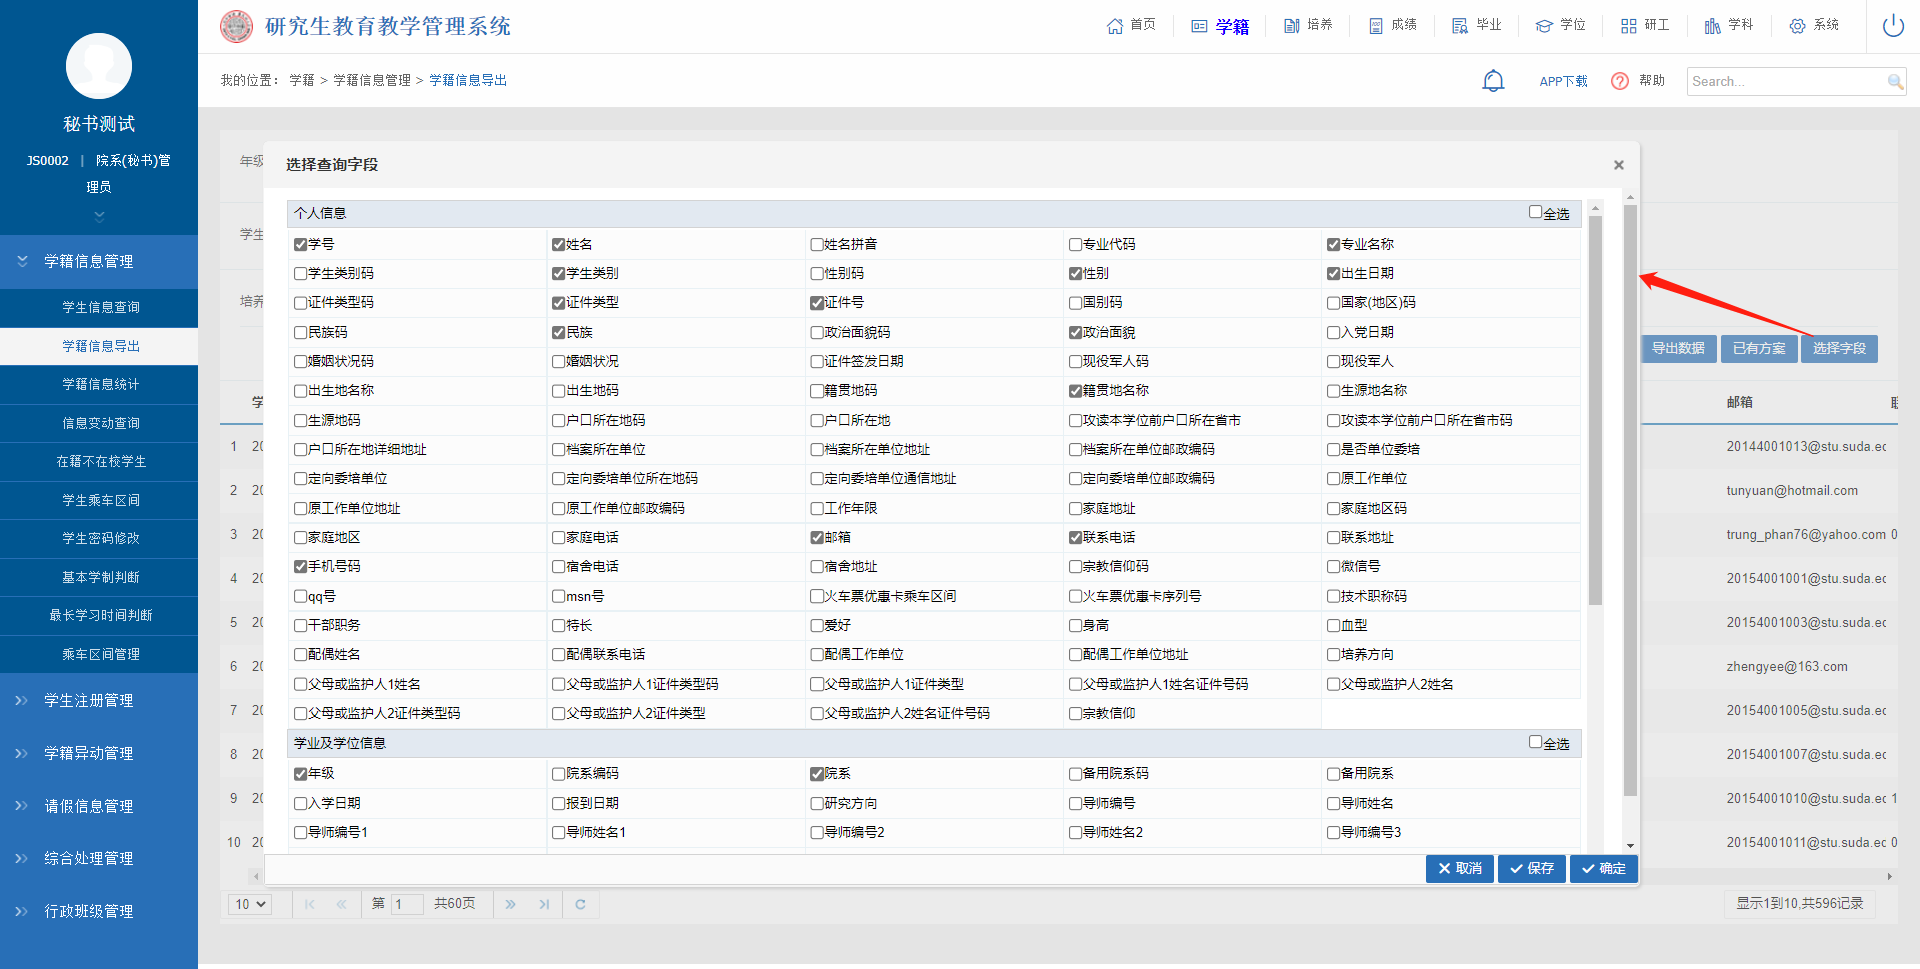 研究生教育教学管理系统
首页 学籍 培养 成绩 毕业 学位 研工 学科 系统
我的位置： 学籍 > 学籍信息管理 > 学籍信息导出
APP下载 帮助 Search...
秘书测试
JS0002 | 院系(秘书)管
理员
学籍信息管理
学生信息查询
学籍信息导出
学籍信息统计
信息变动查询
在籍不在校学生
学生乘车区间
学生密码修改
基本学制判断
最长学习时间判断
乘车区间管理
学生注册管理
学籍异动管理
请假信息管理
综合处理管理
行政班级管理
年级
学生
培养
导出数据 已有方案 选择字段
学 邮箱
1 20 20144001013@stu.suda.ec
2 20 tunyuan@hotmail.com
3 20 trung_phan76@yahoo.com 0
4 20 20154001001@stu.suda.ec
5 20 20154001003@stu.suda.ec
6 20 zhengyee@163.com
7 20 20154001005@stu.suda.ec
8 20 20154001007@stu.suda.ec
9 20 20154001010@stu.suda.ec 1
10 20 20154001011@stu.suda.ec 0
选择查询字段 ×
个人信息 全选
学号 姓名 姓名拼音 专业代码 专业名称
学生类别码 学生类别 性别码 性别 出生日期
证件类型码 证件类型 证件号 国别码 国家(地区)码
民族码 民族 政治面貌码 政治面貌 入党日期
婚姻状况码 婚姻状况 证件签发日期 现役军人码 现役军人
出生地名称 出生地码 籍贯地码 籍贯地名称 生源地名称
生源地码 户口所在地码 户口所在地 攻读本学位前户口所在省市 攻读本学位前户口所在省市码
户口所在地详细地址 档案所在单位 档案所在单位地址 档案所在单位邮政编码 是否单位委培
定向委培单位 定向委培单位所在地码 定向委培单位通信地址 定向委培单位邮政编码 原工作单位
原工作单位地址 原工作单位邮政编码 工作年限 家庭地址 家庭地区码
家庭地区 家庭电话 邮箱 联系电话 联系地址
手机号码 宿舍电话 宿舍地址 宗教信仰码 微信号
qq号 msn号 火车票优惠卡乘车区间 火车票优惠卡序列号 技术职称码
干部职务 特长 爱好 身高 血型
配偶姓名 配偶联系电话 配偶工作单位 配偶工作单位地址 培养方向
父母或监护人1姓名 父母或监护人1证件类型码 父母或监护人1证件类型 父母或监护人1姓名证件号码 父母或监护人2姓名
父母或监护人2证件类型码 父母或监护人2证件类型 父母或监护人2姓名证件号码 宗教信仰
学业及学位信息 全选
年级 院系编码 院系 备用院系码 备用院系
入学日期 报到日期 研究方向 导师编号 导师姓名
导师编号1 导师姓名1 导师编号2 导师姓名2 导师编号3
取消 保存 确定
10 第 1 共60页 显示1到10,共596记录